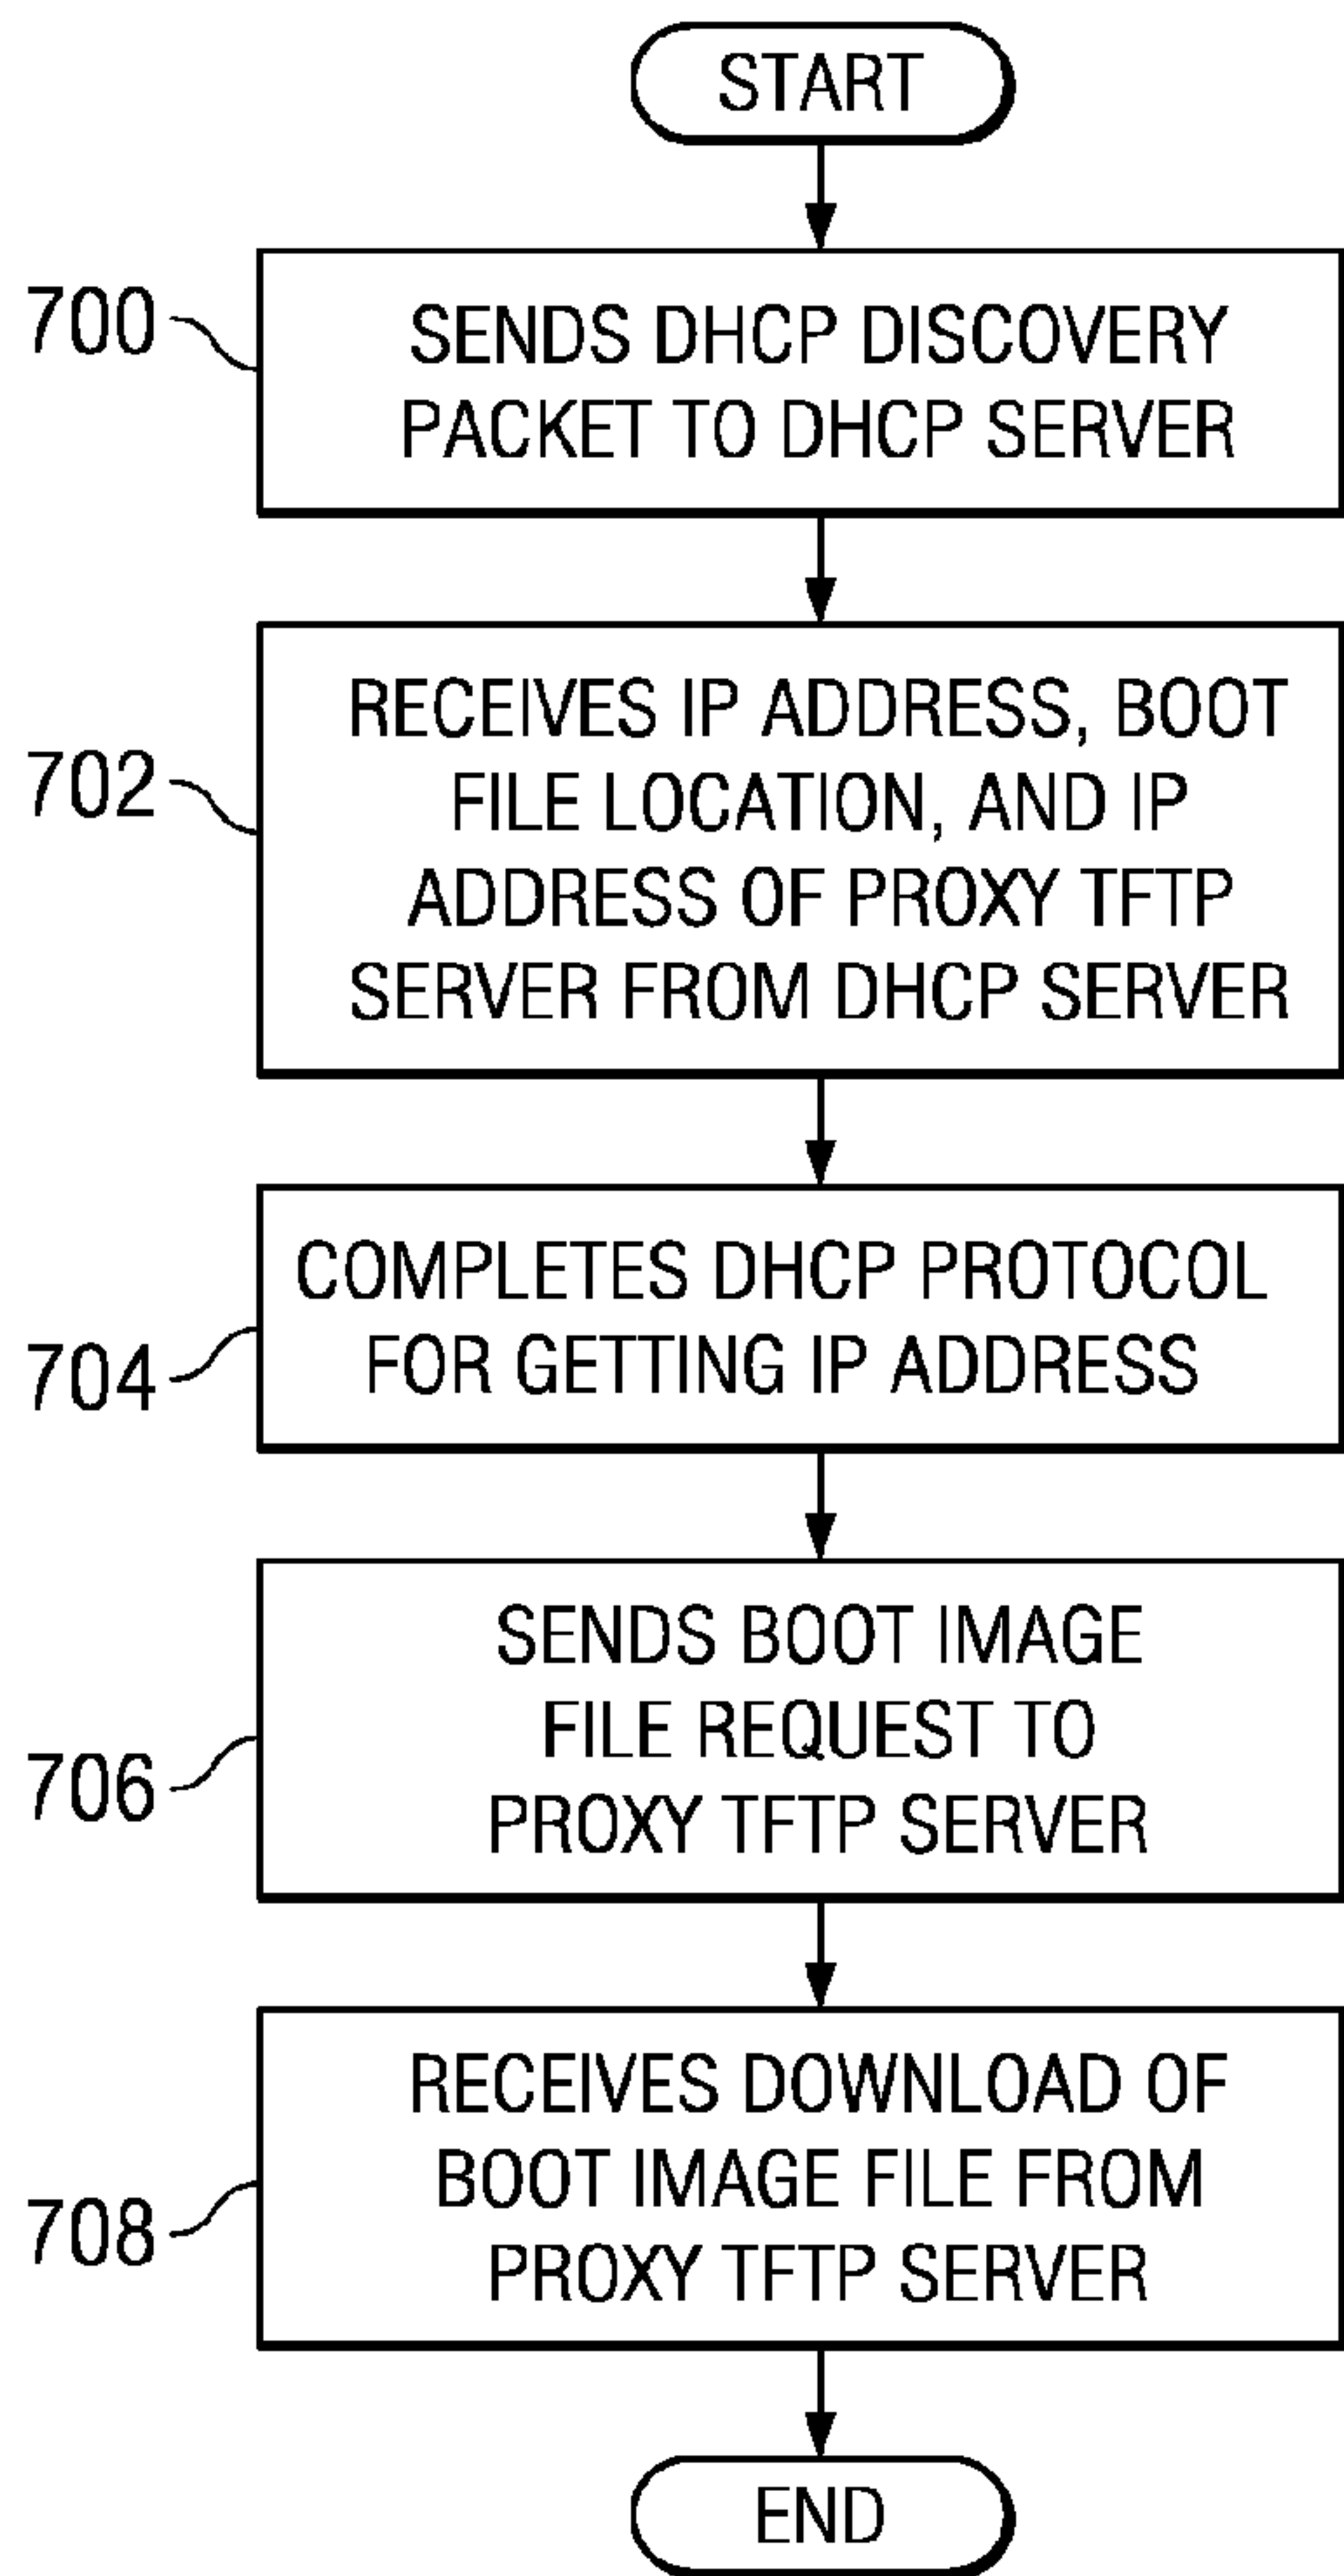 START
700
SENDS DHCP DISCOVERY
PACKET TO DHCP SERVER
702
RECEIVES IP ADDRESS, BOOT
FILE LOCATION, AND IP
ADDRESS OF PROXY TFTP
SERVER FROM DHCP SERVER
704
COMPLETES DHCP PROTOCOL
FOR GETTING IP ADDRESS
706
SENDS BOOT IMAGE
FILE REQUEST TO
PROXY TFTP SERVER
708
RECEIVES DOWNLOAD OF
BOOT IMAGE FILE FROM
PROXY TFTP SERVER
END